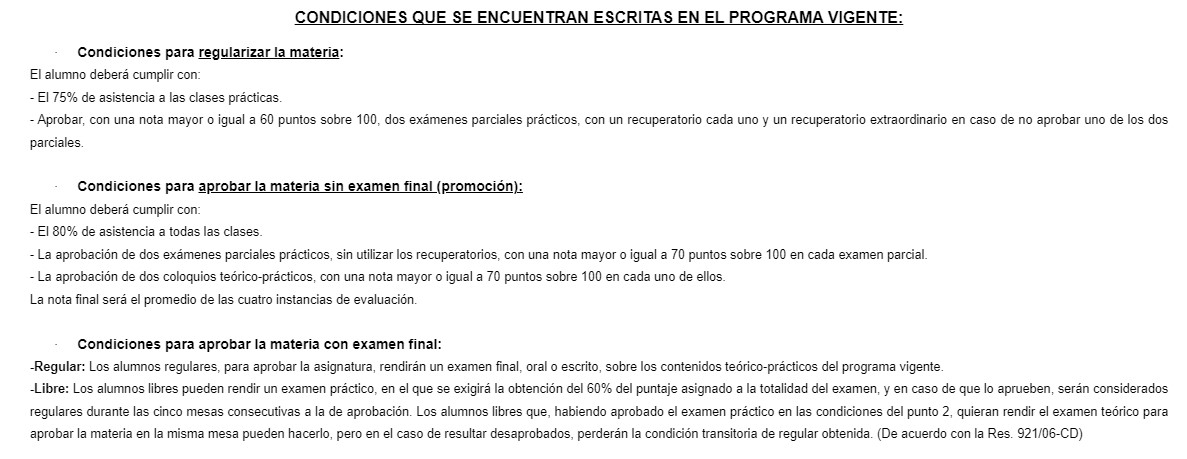 CONDICIONES QUE SE ENCUENTRAN ESCRITAS EN EL PROGRAMA VIGENTE:
· Condiciones para regularizar la materia:
El alumno deberá cumplir con:
- El 75% de asistencia a las clases prácticas.
- Aprobar, con una nota mayor o igual a 60 puntos sobre 100, dos exámenes parciales prácticos, con un recuperatorio cada uno y un recuperatorio extraordinario en caso de no aprobar uno de los dos
parciales.
· Condiciones para aprobar la materia sin examen final (promoción):
El alumno deberá cumplir con:
- El 80% de asistencia a todas las clases.
- La aprobación de dos exámenes parciales prácticos, sin utilizar los recuperatorios, con una nota mayor o igual a 70 puntos sobre 100 en cada examen parcial.
- La aprobación de dos coloquios teórico-prácticos, con una nota mayor o igual a 70 puntos sobre 100 en cada uno de ellos.
La nota final será el promedio de las cuatro instancias de evaluación.
· Condiciones para aprobar la materia con examen final:
-Regular: Los alumnos regulares, para aprobar la asignatura, rendirán un examen final, oral o escrito, sobre los contenidos teórico-prácticos del programa vigente.
-Libre: Los alumnos libres pueden rendir un examen práctico, en el que se exigirá la obtención del 60% del puntaje asignado a la totalidad del examen, y en caso de que lo aprueben, serán considerados
regulares durante las cinco mesas consecutivas a la de aprobación. Los alumnos libres que, habiendo aprobado el examen práctico en las condiciones del punto 2, quieran rendir el examen teórico para
aprobar la materia en la misma mesa pueden hacerlo, pero en el caso de resultar desaprobados, perderán la condición transitoria de regular obtenida. (De acuerdo con la Res. 921/06-CD)